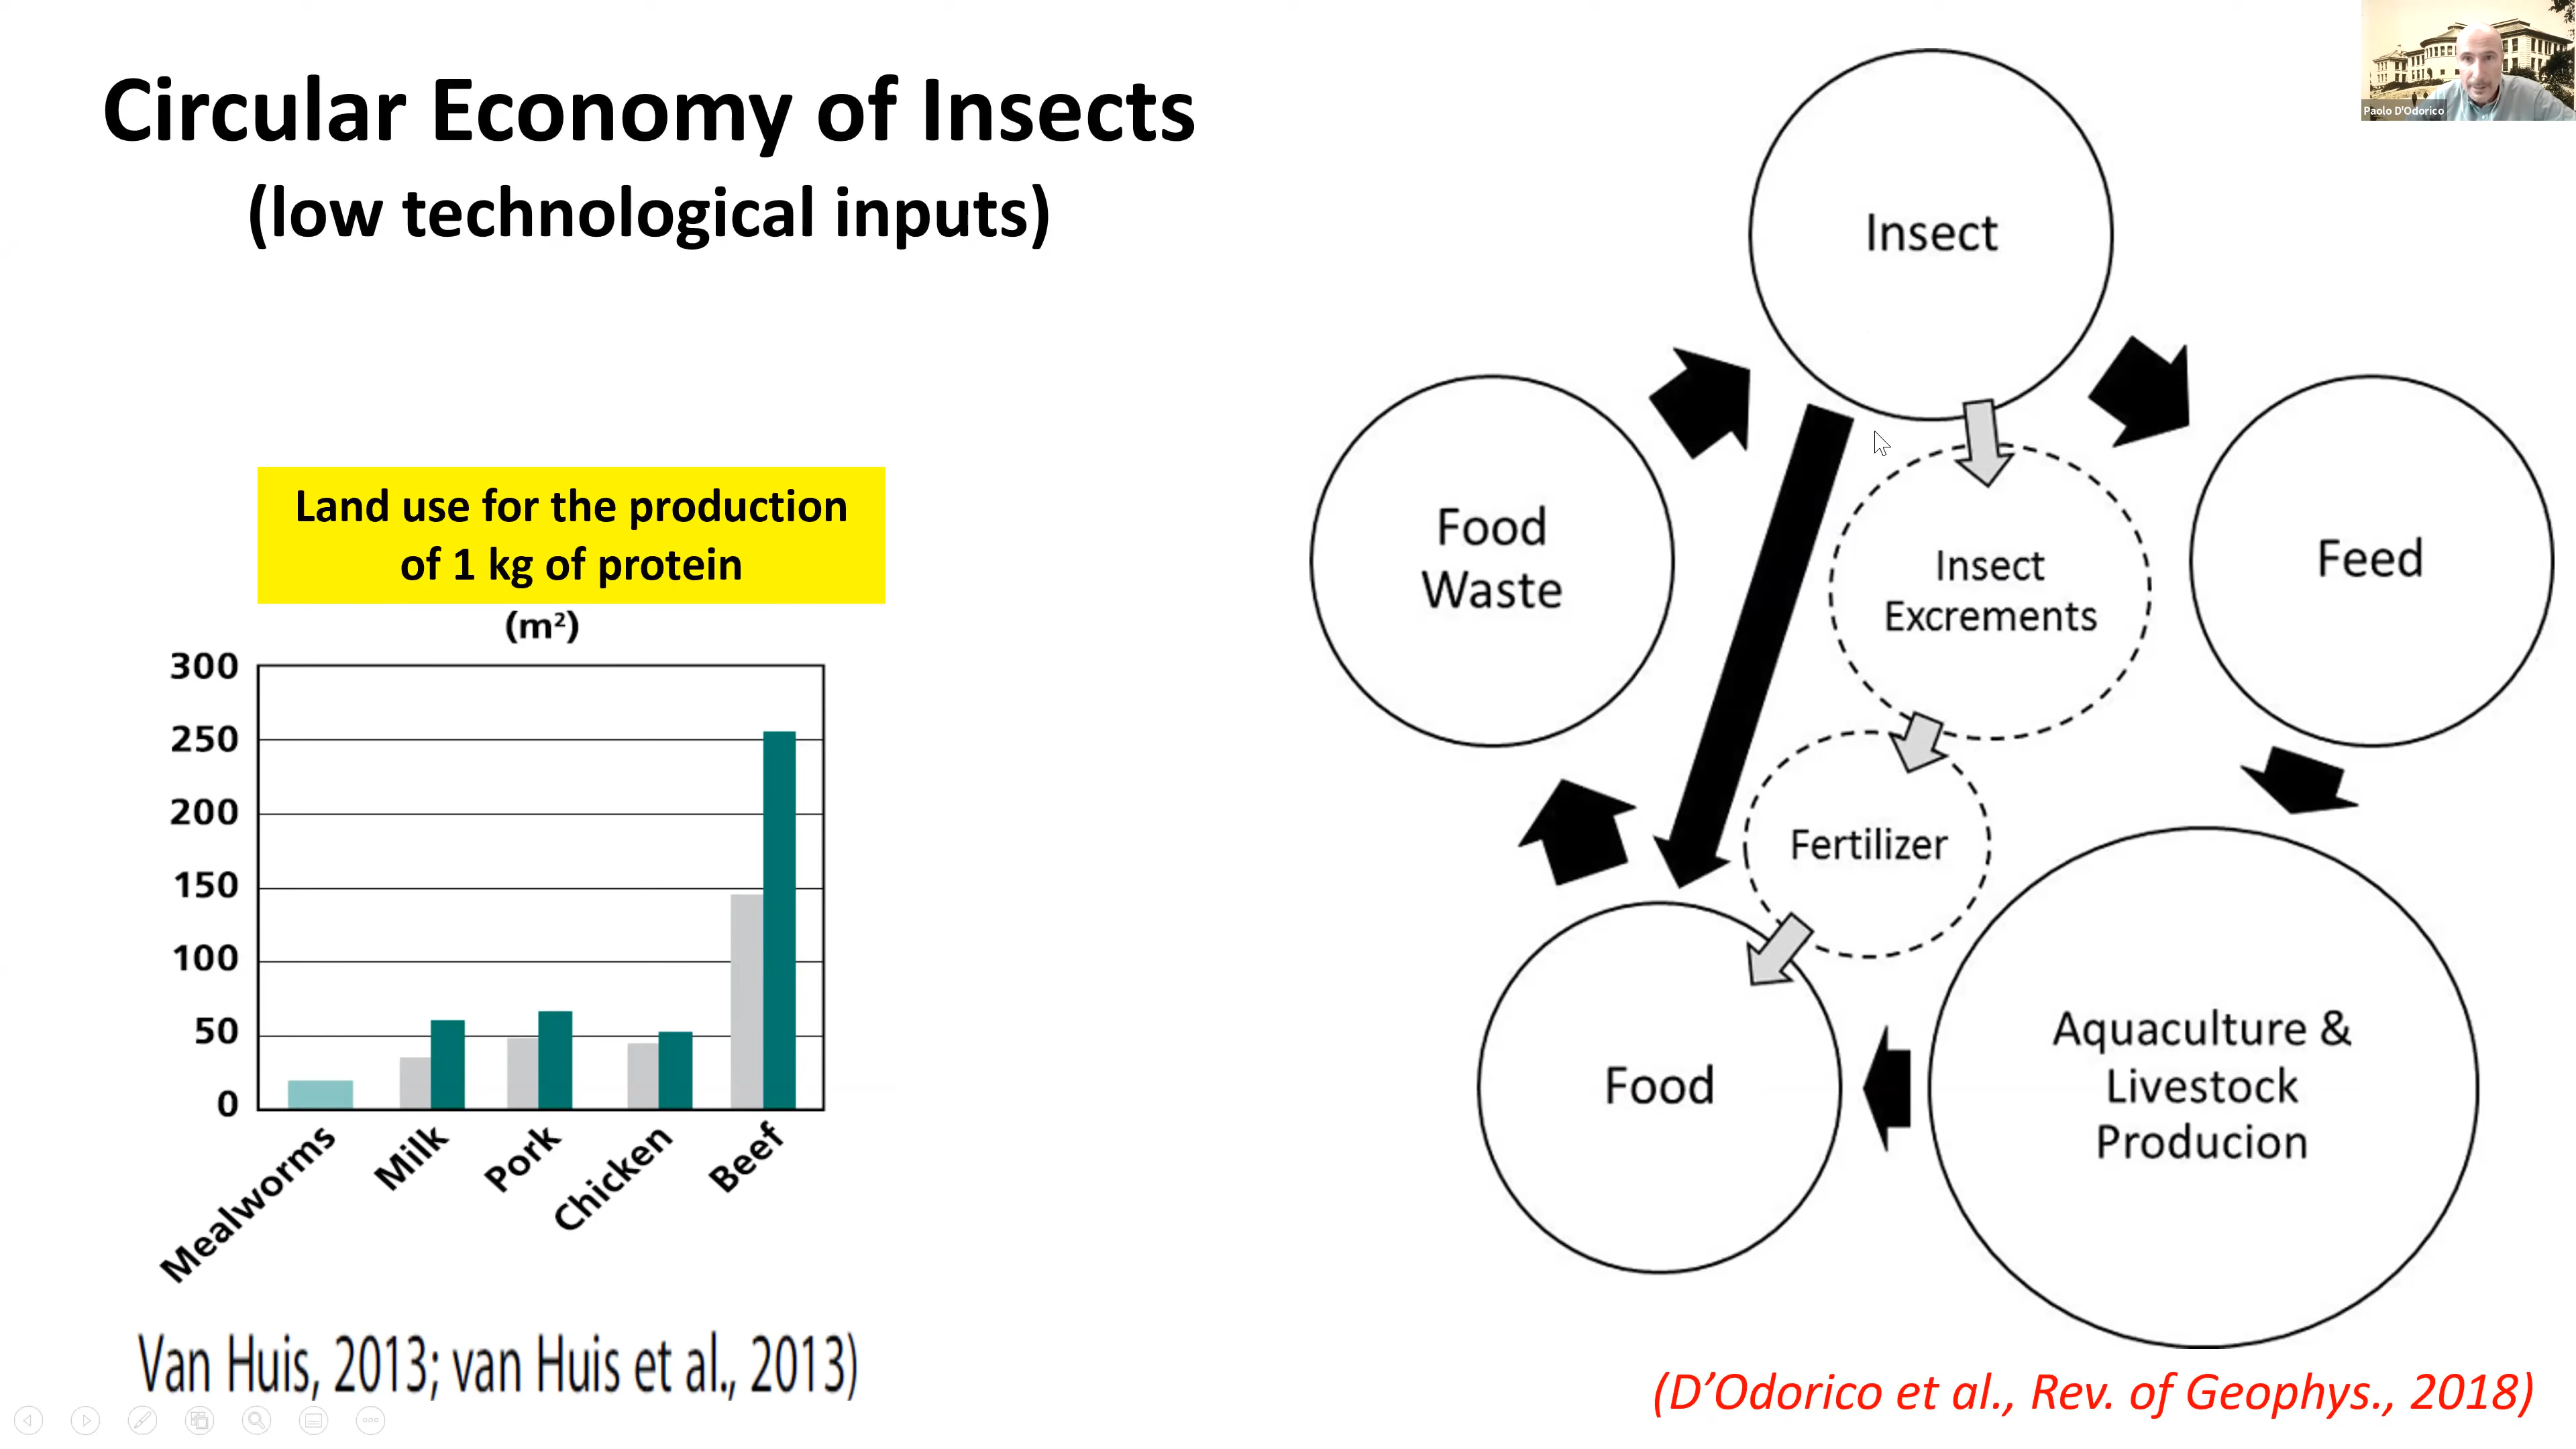 Circular Economy of Insects
(low technological inputs)
Land use for the production
of 1 kg of protein
(m²)
300
250
200
150
100
50
0
Mealworms
Milk
Pork
Chicken
Beef
Van Huis, 2013; van Huis et al., 2013)
Paolo D'Odorico
Insect
Food
Waste
Insect
Excrements
Feed
Fertilizer
Food
Aquaculture &
Livestock
Producion
(D’Odorico et al., Rev. of Geophys., 2018)